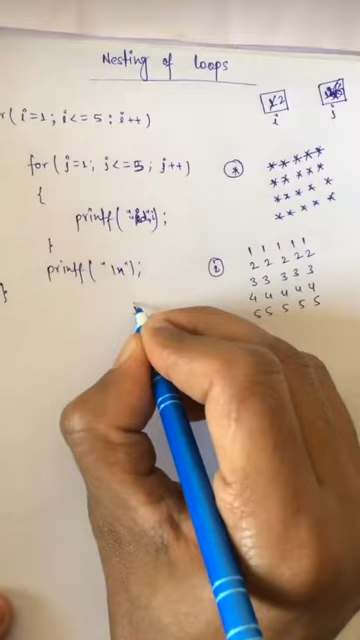 Nesting of loops
r(i=1; i<=5; i++)
i
j
for(j=1; j<=5; j++)
*
*****
*****
*****
*****
{
printf(
);
}
printf("\n");
i
1 1 1 1 1
2 2 2 2 2
3 3 3 3 3
4 4 4 4 4
5 5 5 5 5
}